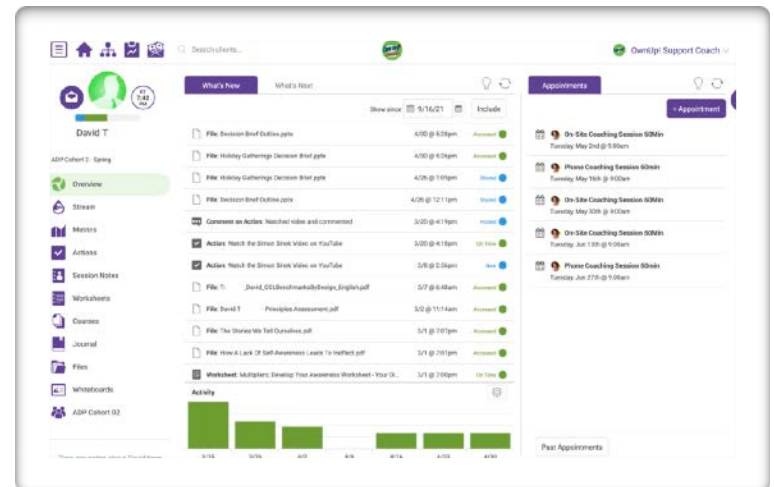 Search clients...
OwnUp! Support Coach
7:42
PM
David T
ADP Cohort 2 - Spring
Overview
Stream
Metrics
Actions
Session Notes
Worksheets
Courses
Journal
Files
Whiteboards
ADP Cohort 02
What's New
What's Next
Show since
9/16/21
Include
File: Decision Brief Outline.pptx
4/30 @ 5:28pm
Accessed
File: Holiday Gatherings Decision Brief.pptx
Accessed
File: Holiday Gatherings Decision Brief.pptx
Shared
File: Decision Brief Outline.pptx
4/26 @ 12:11pm
Shared
Comment on Action: Watched video and commented
3/20 @ 4:19pm
Posted
Action: Watch the Simon Sinek Video on YouTube
3/20 @ 4:18pm
On Time
Action: Watch the Simon Sinek Video on YouTube
3/8 @ 2:36pm
New
File: T
3/7 @ 6:48am
Accessed
File: David T Principles Assessment.pdf
3/2 @ 11:14am
Accessed
File: The Stories We Tell Ourselves.pdf
3/1 @ 7:07pm
Accessed
File: How A Lack Of Self-Awareness Leads To Ineffect.pdf
3/1 @ 7:01pm
Accessed
Worksheet: Multipliers: Develop Your Awareness Worksheet - Your Di...
3/1 @ 7:00pm
On Time
Activity
4/23
4/30
Appointments
+ Appointment
On-Site Coaching Session 50Min
Tuesday, May 2nd @ 9:00am
Phone Coaching Session 60min
Tuesday, May 16th @ 9:00am
On-Site Coaching Session 50Min
Tuesday, May 30th @ 9:00am
On-Site Coaching Session 50Min
Tuesday, Jun 13th @ 9:00am
Phone Coaching Session 60min
Tuesday, Jun 27th @ 9:00am
Past Appointments